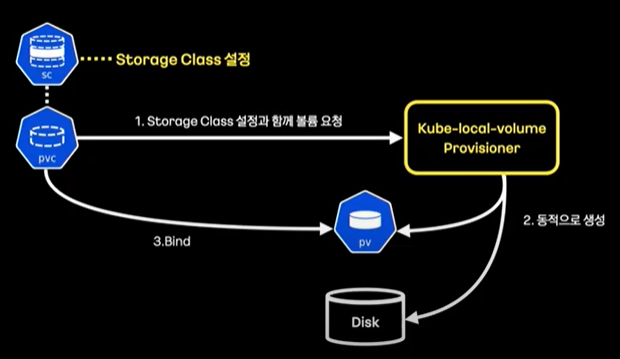 Storage Class 설정
sc
1. Storage Class 설정과 함께 볼륨 요청
pvc
Kube-local-volume
Provisioner
2. 동적으로 생성
3.Bind
pv
Disk